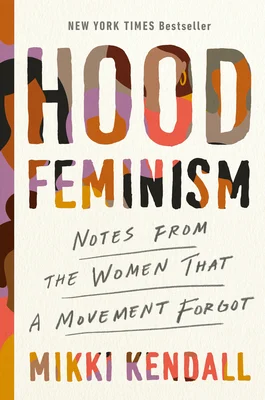 NEW YORK TIMES Bestseller
HOOD
FEMINISM
NOTES FROM
THE WOMEN THAT
A MOVEMENT FORGOT
MIKKI KENDALL